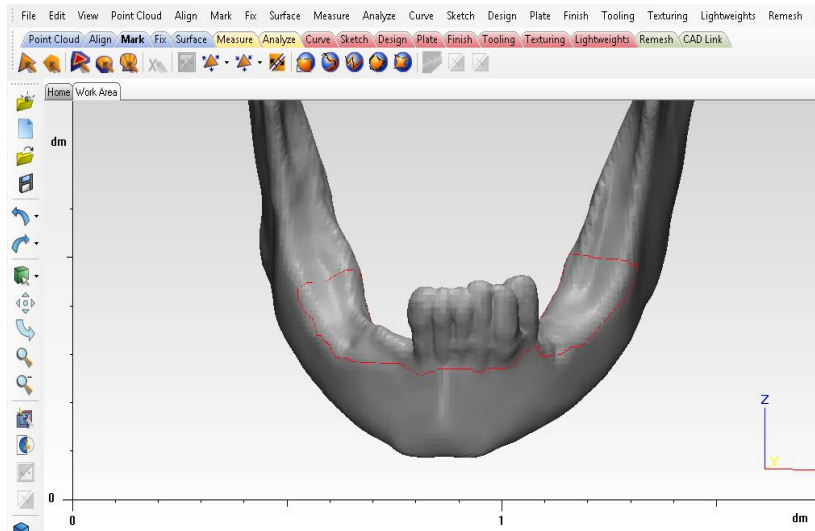 File Edit View Point Cloud Align Mark Fix Surface Measure Analyze Curve Sketch Design Plate Finish Tooling Texturing Lightweights Remesh
Point Cloud Align Mark Fix Surface Measure Analyze Curve Sketch Design Plate Finish Tooling Texturing Lightweights Remesh CAD Link
Home Work Area
dm
Z
Y
0
0 1 dm